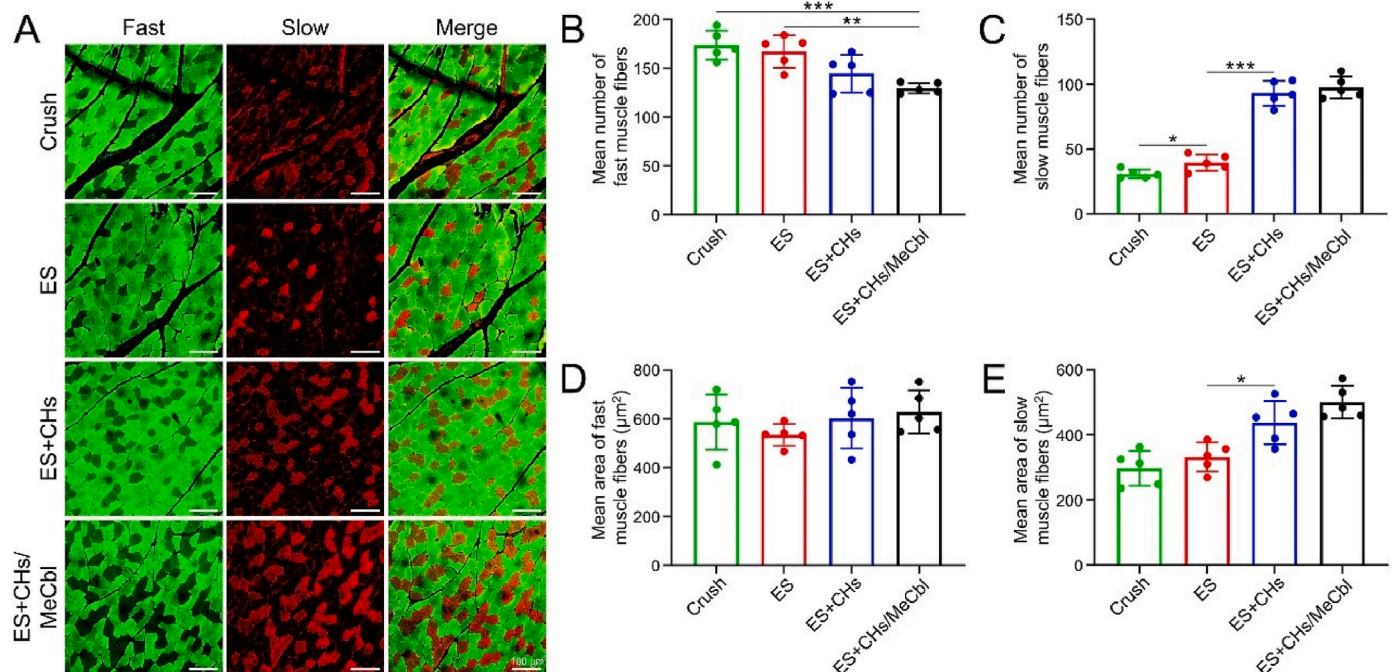 A
Fast
Slow
Merge
Crush
ES
ES+CHs
ES+CHs/
MeCbl
100 μm
B
Mean number of
fast muscle fibers
200
150
100
50
0
***
**
Crush
ES
ES+CHs
ES+CHs/MeCbl
C
Mean number of
slow muscle fibers
150
100
50
0
*
***
Crush
ES
ES+CHs
ES+CHs/MeCbl
D
Mean area of fast
muscle fibers (μm²)
800
600
400
200
0
Crush
ES
ES+CHs
ES+CHs/MeCbl
E
Mean area of slow
muscle fibers (μm²)
600
400
200
0
*
Crush
ES
ES+CHs
ES+CHs/MeCbl